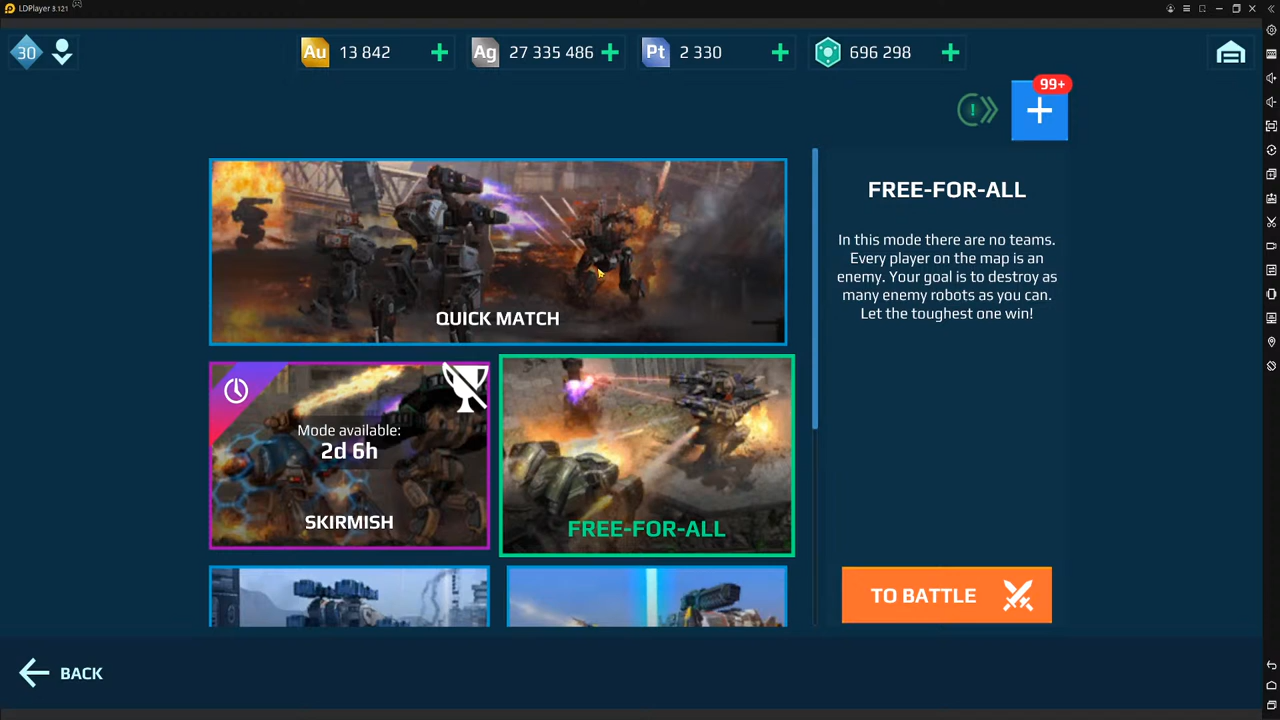 LDPlayer 3.121
30
Au 13 842
Ag 27 335 486
Pt 2 330
696 298
99+
FREE-FOR-ALL
In this mode there are no teams.
Every player on the map is an
enemy. Your goal is to destroy as
many enemy robots as you can.
Let the toughest one win!
QUICK MATCH
Mode available:
2d 6h
SKIRMISH
FREE-FOR-ALL
TO BATTLE
BACK